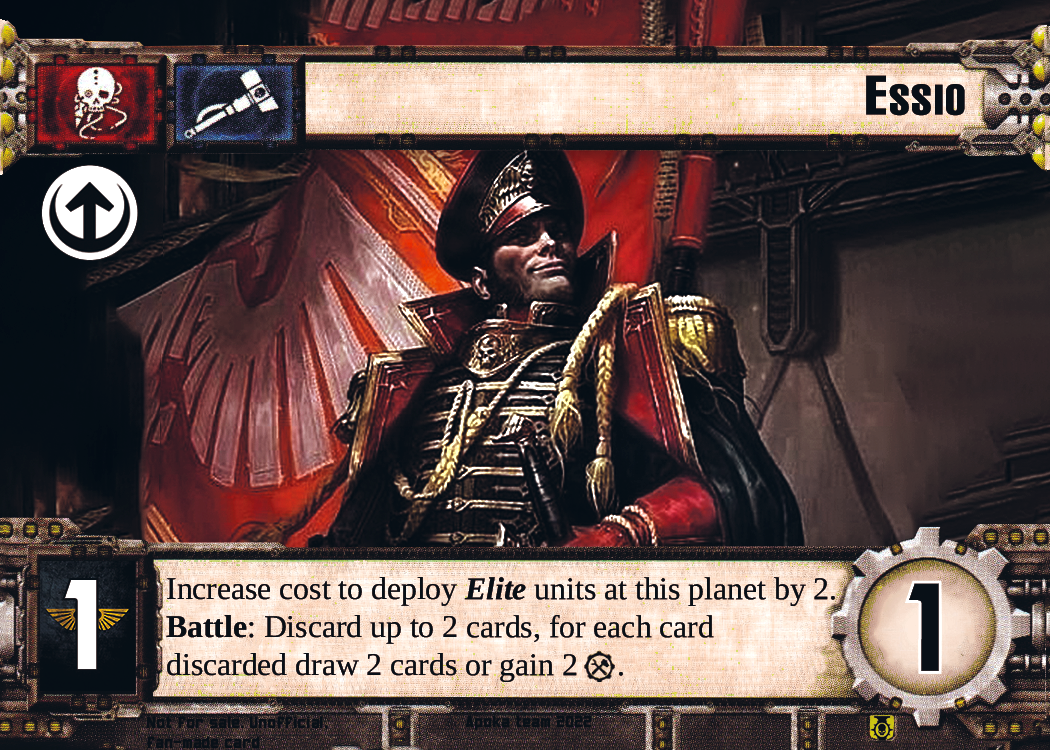 Essio
Increase cost to deploy Elite units at this planet by 2.
Battle: Discard up to 2 cards, for each card
discarded draw 2 cards or gain 2 .
1
1
Not for sale. Unofficial.
Apoka team 2022
Fan-made card